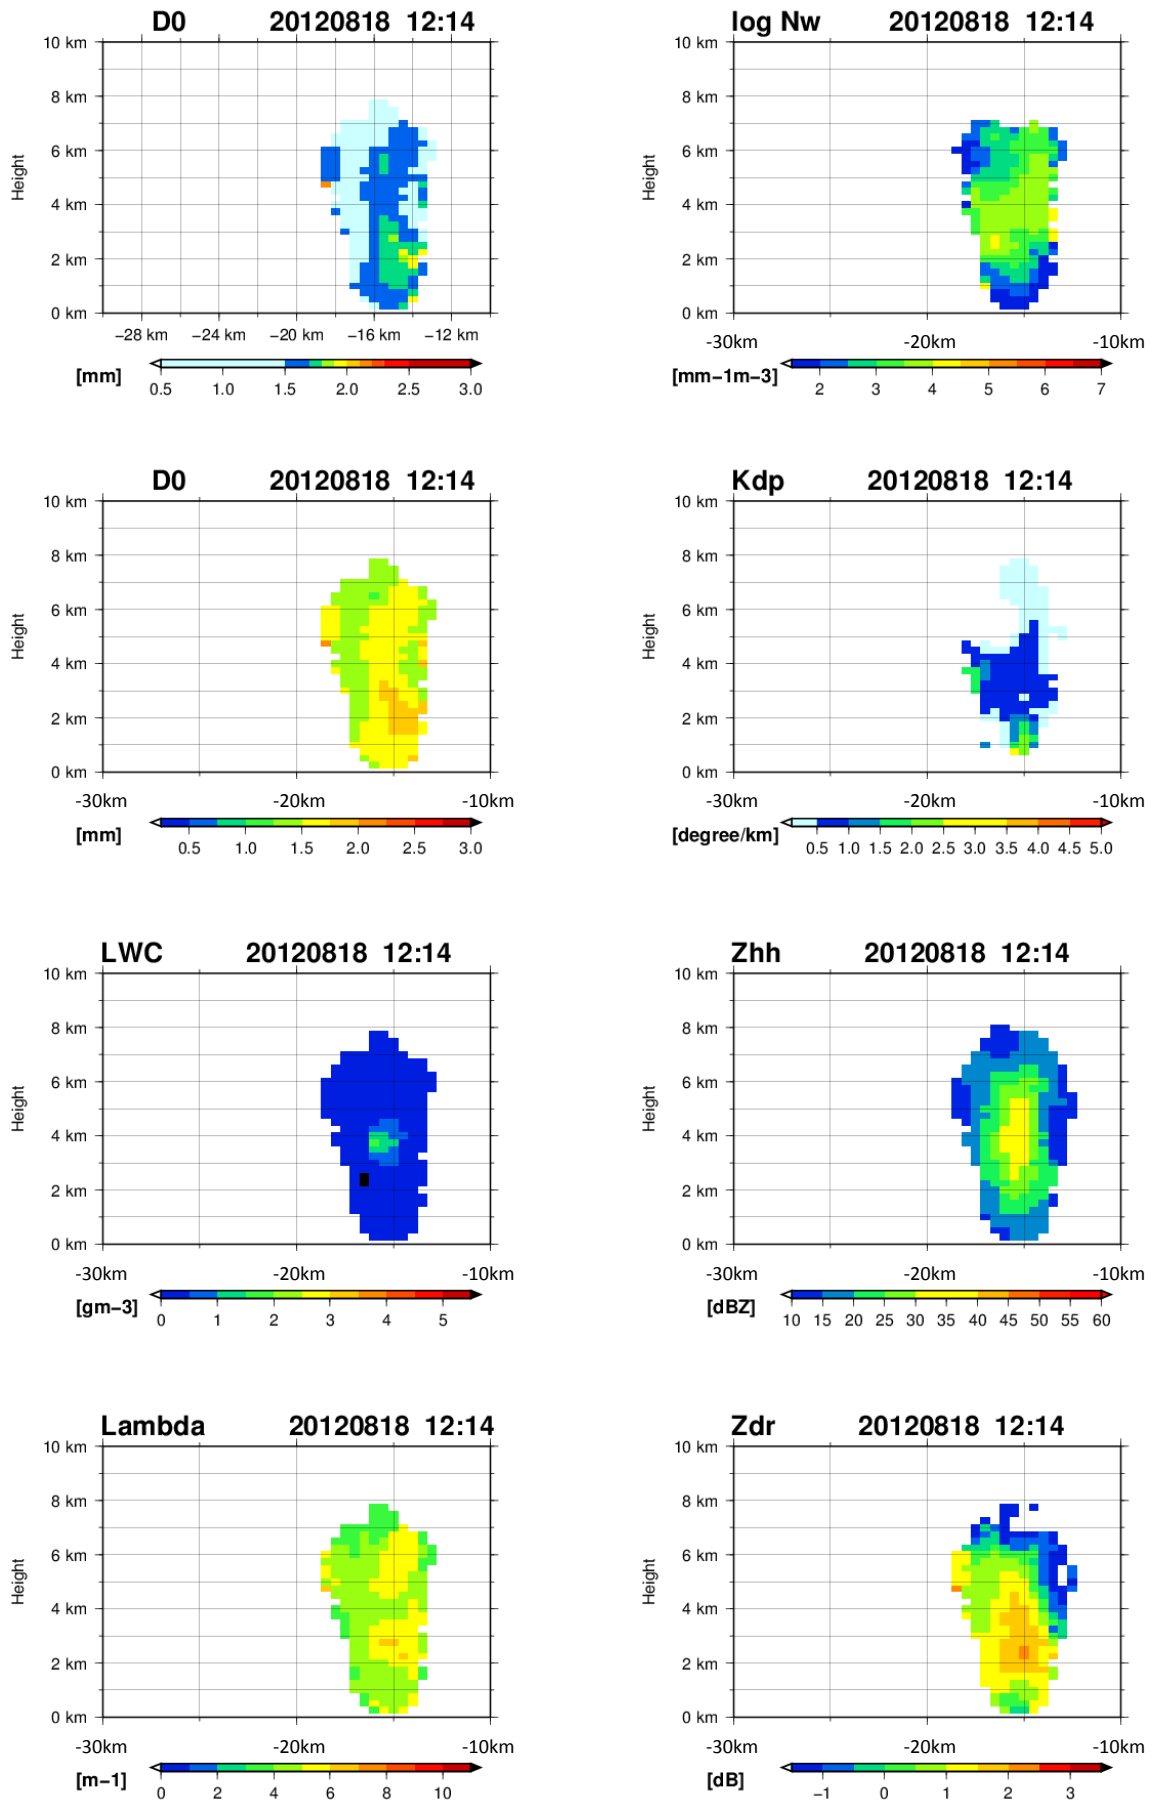 D0 20120818 12:14
log Nw 20120818 12:14
10 km
8 km
6 km
4 km
2 km
0 km
Height
−28 km −24 km −20 km −16 km −12 km
[mm]
0.5 1.0 1.5 2.0 2.5 3.0
10 km
8 km
6 km
4 km
2 km
0 km
-30km -20km -10km
[mm−1m−3]
2 3 4 5 6 7
D0 20120818 12:14
Kdp 20120818 12:14
10 km
8 km
6 km
4 km
2 km
0 km
Height
-30km -20km -10km
[mm]
0.5 1.0 1.5 2.0 2.5 3.0
10 km
8 km
6 km
4 km
2 km
0 km
Height
-30km -20km -10km
[degree/km]
0.5 1.0 1.5 2.0 2.5 3.0 3.5 4.0 4.5 5.0
LWC 20120818 12:14
Zhh 20120818 12:14
10 km
8 km
6 km
4 km
2 km
0 km
Height
-30km -20km -10km
[gm−3]
0 1 2 3 4 5
10 km
8 km
6 km
4 km
2 km
0 km
Height
-30km -20km -10km
[dBZ]
10 15 20 25 30 35 40 45 50 55 60
Lambda 20120818 12:14
Zdr 20120818 12:14
10 km
8 km
6 km
4 km
2 km
0 km
Height
-30km -20km -10km
[m−1]
0 2 4 6 8 10
10 km
8 km
6 km
4 km
2 km
0 km
Height
-30km -20km -10km
[dB]
−1 0 1 2 3